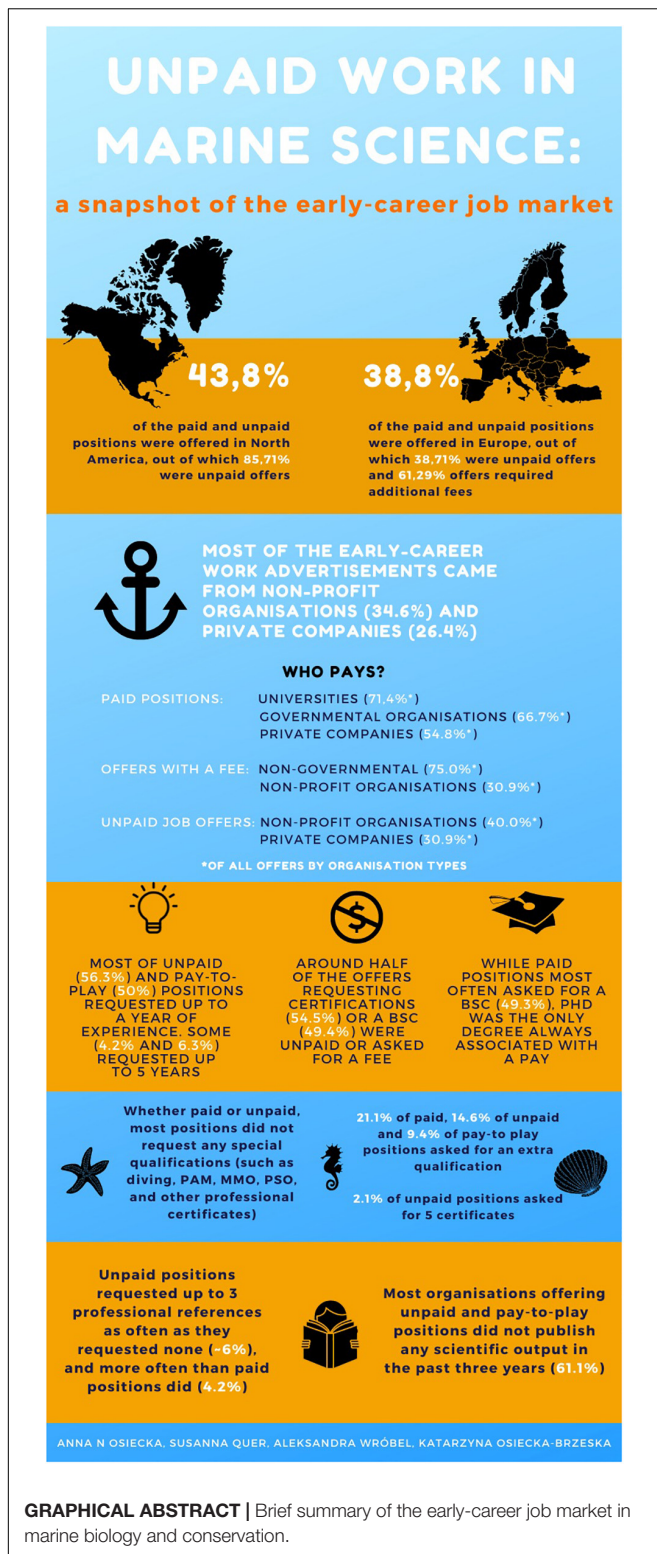 UNPAID WORK IN
MARINE SCIENCE:
a snapshot of the early-career job market
43,8%
of the paid and unpaid
positions were offered in North
America, out of which 85,71%
were unpaid offers
38,8%
of the paid and unpaid positions
were offered in Europe, out of
which 38,71% were unpaid offers
and 61,29% offers required
additional fees
MOST OF THE EARLY-CAREER
WORK ADVERTISEMENTS CAME
FROM NON-PROFIT
ORGANISATIONS (34.6%) AND
PRIVATE COMPANIES (26.4%)
WHO PAYS?
PAID POSITIONS: UNIVERSITIES (71,4%*)
GOVERNMENTAL ORGANISATIONS (66.7%*)
PRIVATE COMPANIES (54.8%*)
OFFERS WITH A FEE: NON-GOVERNMENTAL (75.0%*)
NON-PROFIT ORGANISATIONS (30.9%*)
UNPAID JOB OFFERS: NON-PROFIT ORGANISATIONS (40.0%*)
PRIVATE COMPANIES (30.9%*)
*OF ALL OFFERS BY ORGANISATION TYPES
MOST OF UNPAID
(56.3%) AND PAY-TO-
PLAY (50%) POSITIONS
REQUESTED UP TO
A YEAR OF
EXPERIENCE. SOME
(4.2% AND 6.3%)
REQUESTED UP
TO 5 YEARS
AROUND HALF
OF THE OFFERS
REQUESTING
CERTIFICATIONS
(54.5%) OR A BSC
(49.4%) WERE
UNPAID OR ASKED
FOR A FEE
WHILE PAID
POSITIONS MOST
OFTEN ASKED FOR A
BSC (49.3%), PHD
WAS THE ONLY
DEGREE ALWAYS
ASSOCIATED WITH
A PAY
Whether paid or unpaid,
most positions did not
request any special
qualifications (such as
diving, PAM, MMO, PSO,
and other professional
certificates)
21.1% of paid, 14.6% of unpaid
and 9.4% of pay-to play
positions asked for an extra
qualification
2.1% of unpaid positions asked
for 5 certificates
Unpaid positions
requested up to 3
professional references
as often as they
requested none (~6%),
and more often than paid
positions did (4.2%)
Most organisations offering
unpaid and pay-to-play
positions did not publish
any scientific output in
the past three years (61.1%)
ANNA N OSIECKA, SUSANNA QUER, ALEKSANDRA WRÓBEL, KATARZYNA OSIECKA-BRZESKA
GRAPHICAL ABSTRACT | Brief summary of the early-career job market in
marine biology and conservation.